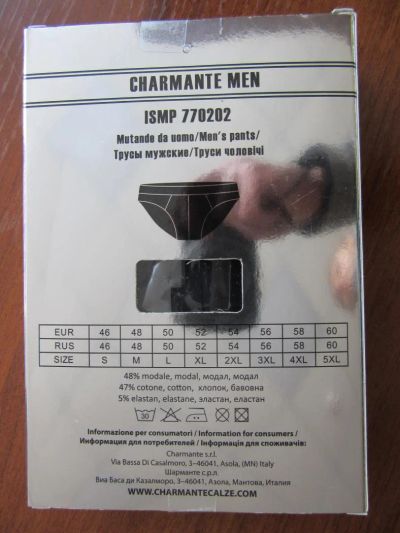 CHARMANTE MEN
ISMP 770202
Mutande da uomo/Men's pants/
Трусы мужские/Труси чоловічі
EUR 46 48 50 52 54 56 58 60
RUS 46 48 50 52 54 56 58 60
SIZE S M L XL 2XL 3XL 4XL 5XL
48% modale, modal, модал, модал
47% cotone, cotton, хлопок, бавовна
5% elastan, elastane, эластан, еластан
30
Informazione per consumatori / Information for consumers /
Информация для потребителей / Інформація для споживачів:
Charmante s.r.l.
Via Bassa Di Casalmoro, 3–46041, Asola, (MN) Italy
Шарманте с.р.л.
Виа Баса ди Казалморо, 3–46041, Азола, Мантова, Италия
WWW.CHARMANTECALZE.COM